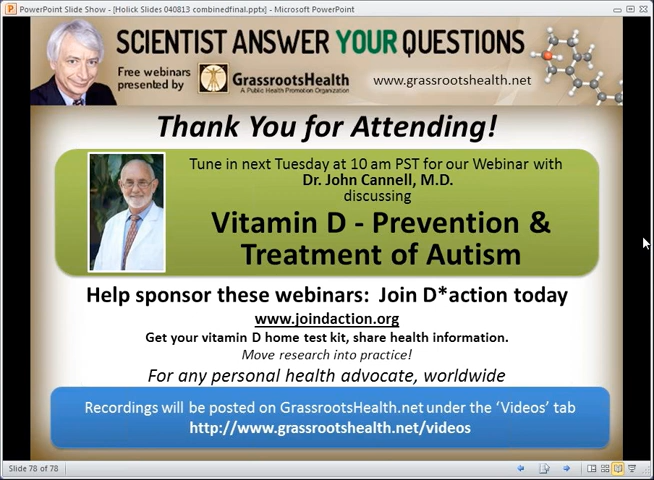 PowerPoint Slide Show - [Holick Slides 040813 combinedfinal.pptx] - Microsoft PowerPoint
SCIENTIST ANSWER YOUR QUESTIONS
Free webinars
presented by
GrassrootsHealth
A Public Health Promotion Organization
www.grassrootshealth.net
Thank You for Attending!
Tune in next Tuesday at 10 am PST for our Webinar with
Dr. John Cannell, M.D.
discussing
Vitamin D - Prevention &
Treatment of Autism
Help sponsor these webinars: Join D*action today
www.joindaction.org
Get your vitamin D home test kit, share health information.
Move research into practice!
For any personal health advocate, worldwide
Recordings will be posted on GrassrootsHealth.net under the ‘Videos’ tab
http://www.grassrootshealth.net/videos
Slide 78 of 78